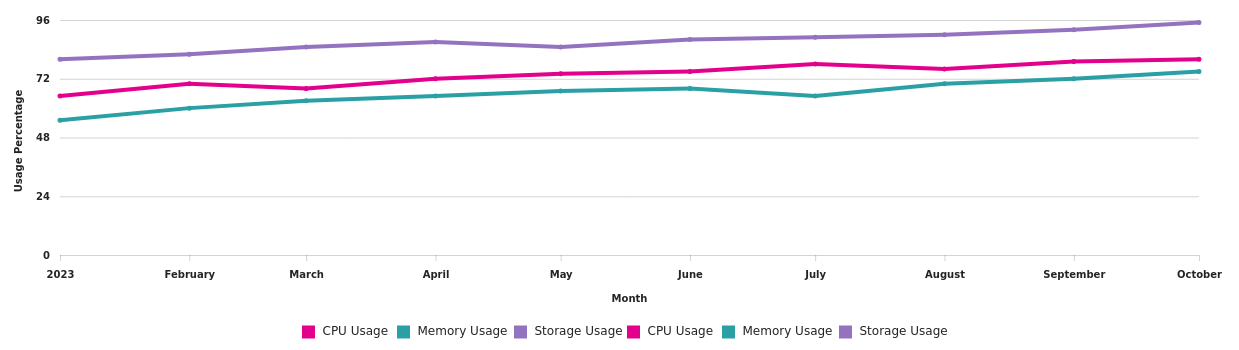 96
72
48
24
0
Usage Percentage
2023 February March April May June July August September October
Month
CPU Usage Memory Usage Storage Usage CPU Usage Memory Usage Storage Usage